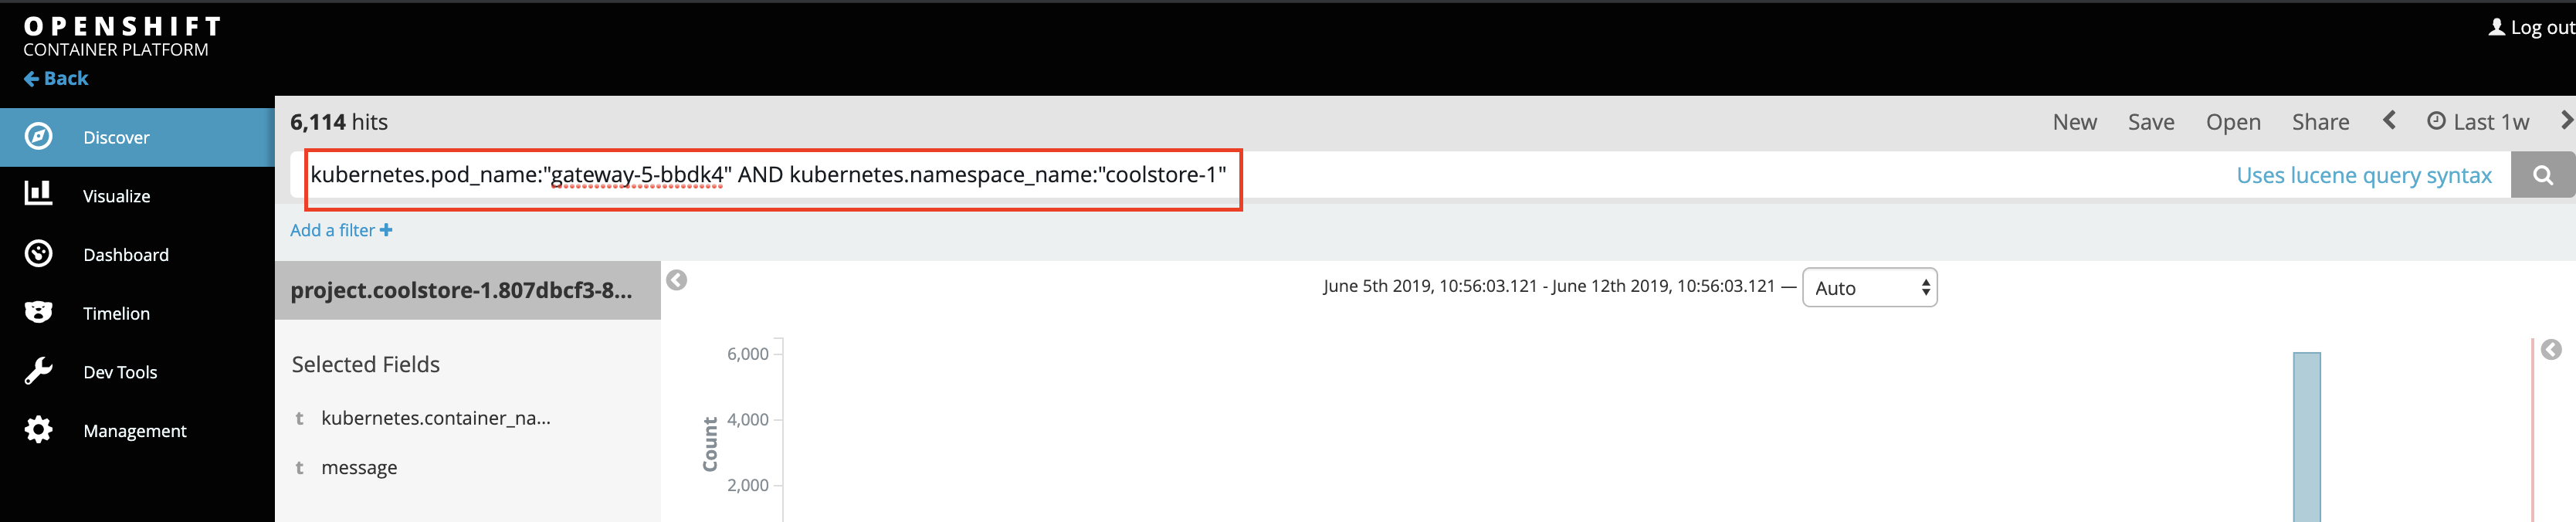 OPENSHIFT
CONTAINER PLATFORM
Log out
Back
Discover
Visualize
Dashboard
Timelion
Dev Tools
Management
6,114 hits
New Save Open Share Last 1w
kubernetes.pod_name:"gateway-5-bbdk4" AND kubernetes.namespace_name:"coolstore-1"
Uses lucene query syntax
Add a filter +
project.coolstore-1.807dbcf3-8...
Selected Fields
t kubernetes.container_na...
t message
June 5th 2019, 10:56:03.121 - June 12th 2019, 10:56:03.121 — Auto
6,000
4,000
2,000
Count